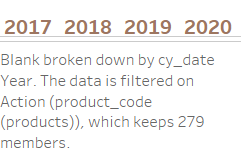 2017 2018 2019 2020
Blank broken down by cy_date
Year. The data is filtered on
Action (product_code
(products)), which keeps 279
members.